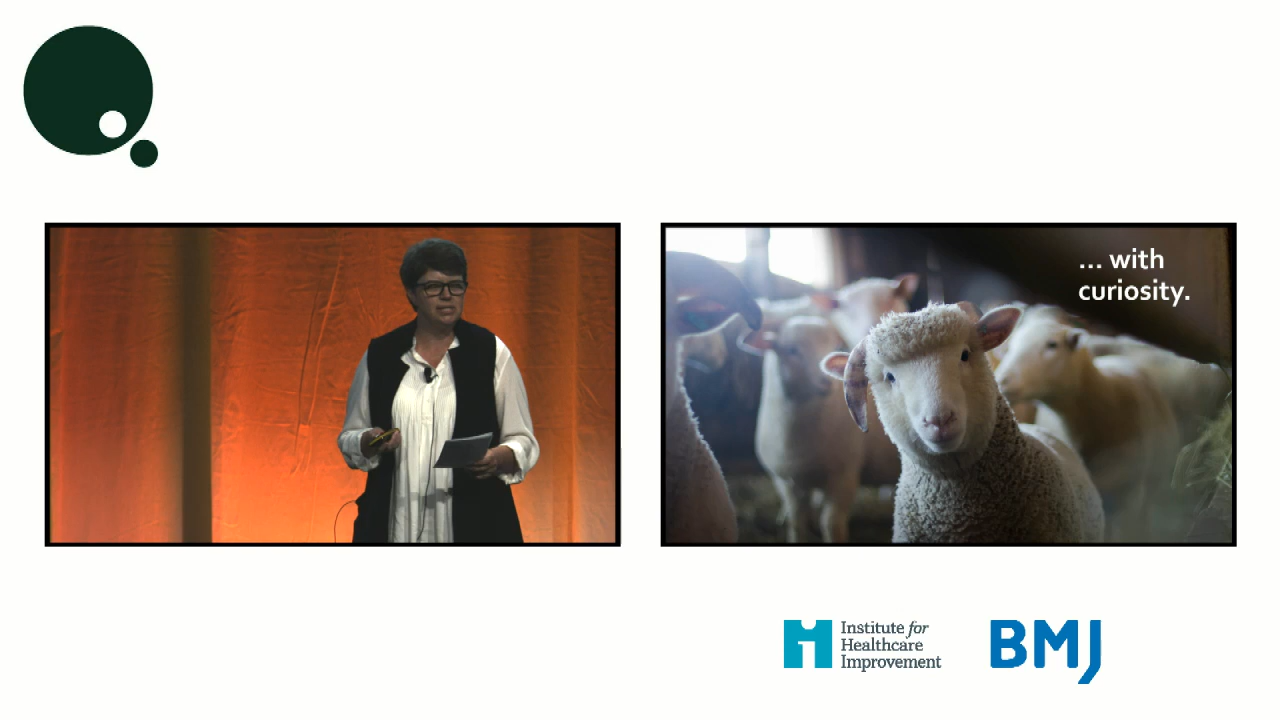 ... with
curiosity.
Institute for
Healthcare
Improvement
BMJ